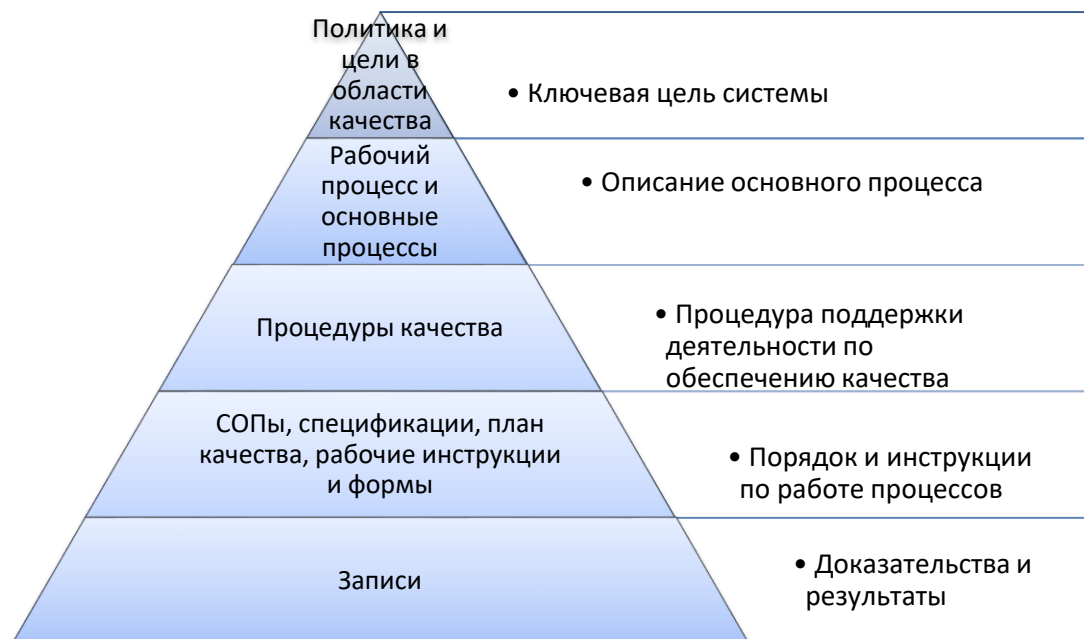 Политика и
цели в
области
качества
• Ключевая цель системы
Рабочий
процесс и
основные
процессы
• Описание основного процесса
Процедуры качества
• Процедура поддержки
деятельности по
обеспечению качества
СОПы, спецификации, план
качества, рабочие инструкции
и формы
• Порядок и инструкции
по работе процессов
Записи
• Доказательства и
результаты